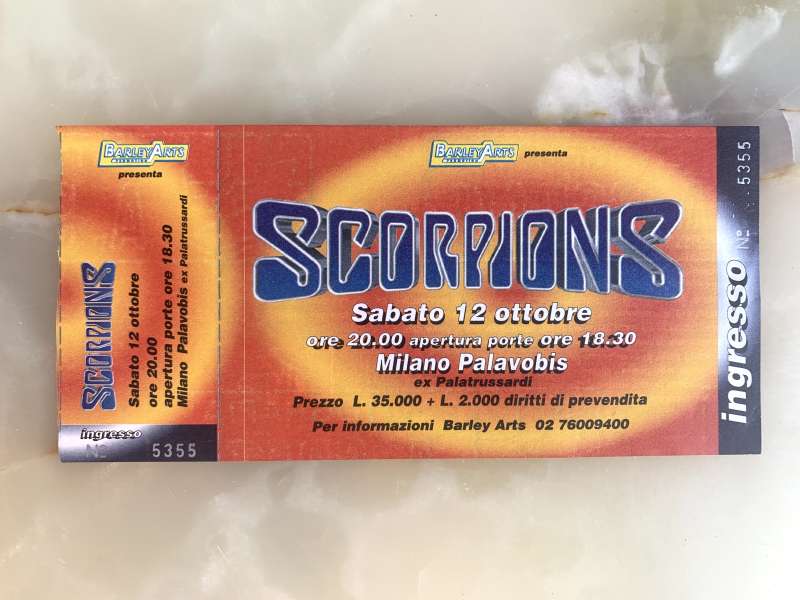 BARLEY ARTS
presenta
SCORPIONS
Sabato 12 ottobre
ore 20.00
apertura porte ore 18.30
Milano Palavobis ex Palatrussardi
ingresso
Nº 5355
BARLEY ARTS presenta
SCORPIONS
Sabato 12 ottobre
ore 20.00 apertura porte ore 18.30
Milano Palavobis
ex Palatrussardi
Prezzo L. 35.000 + L. 2.000 diritti di prevendita
Per informazioni Barley Arts 02 76009400
ingresso
Nº 5355